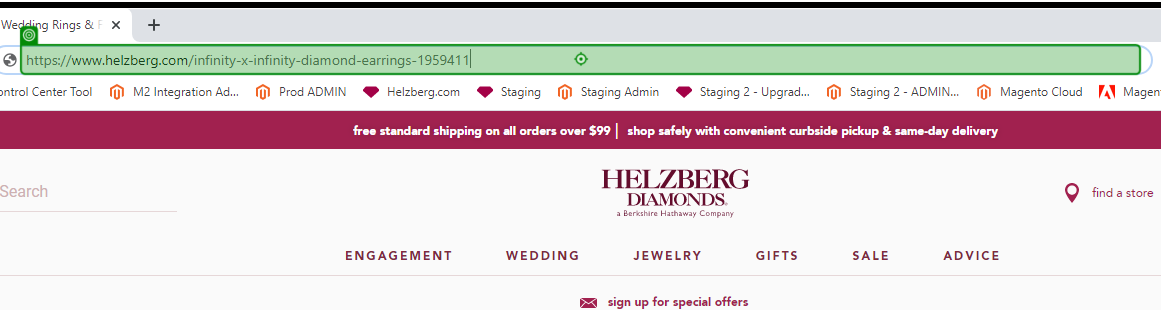 Wedding Rings & F
https://www.helzberg.com/infinity-x-infinity-diamond-earrings-1959411
ontrol Center Tool M2 Integration Ad... Prod ADMIN Helzberg.com Staging Staging Admin Staging 2 - Upgrad... Staging 2 - ADMIN... Magento Cloud Magen
free standard shipping on all orders over $99 | shop safely with convenient curbside pickup & same-day delivery
Search
HELZBERG
DIAMONDS®
a Berkshire Hathaway Company
find a store
ENGAGEMENT WEDDING JEWELRY GIFTS SALE ADVICE
sign up for special offers